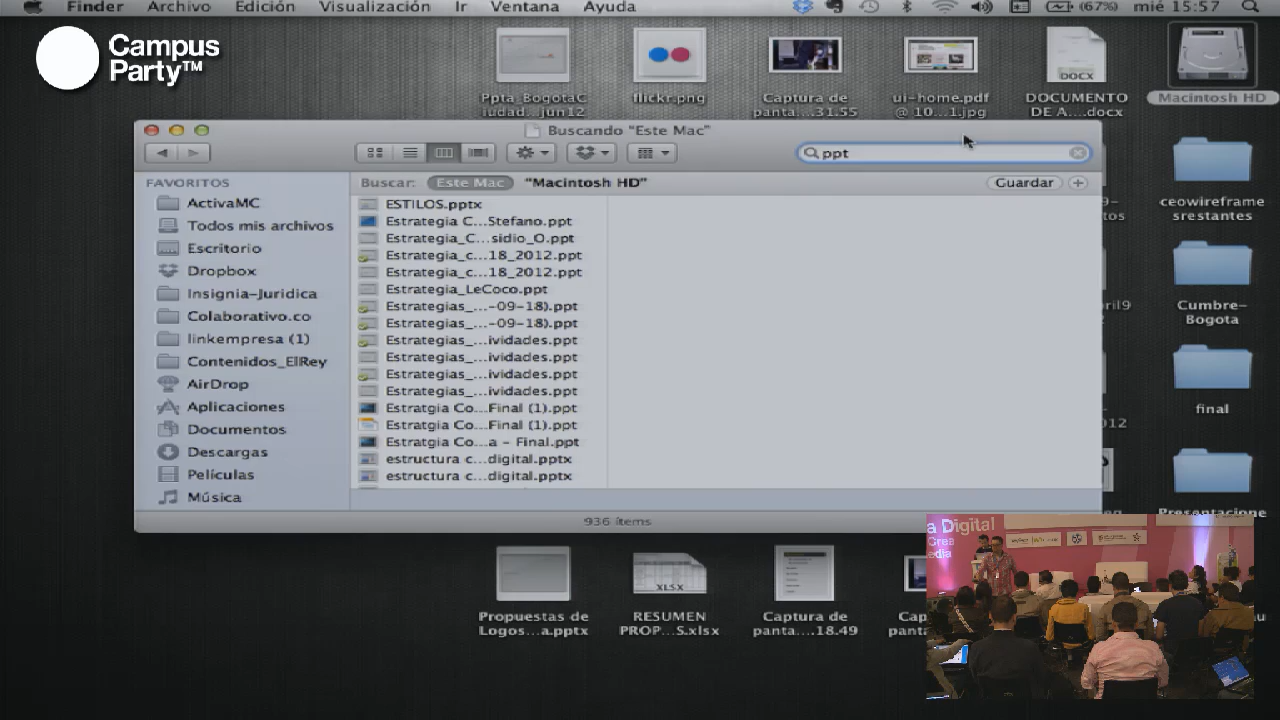 Finder Archivo Edición Visualización Ir Ventana Ayuda (67%) mié 15:57
Campus
Party™
Ppta_BogotaC
iudad...._jun12
flickr.png
Captura de
panta....31.55
ui-home.pdf
@ 10...1.jpg
DOCX
DOCUMENTO
DE A....docx
Macintosh HD
Buscando "Este Mac"
ppt
FAVORITOS
Buscar: Este Mac "Macintosh HD" Guardar +
ActivaMC
Todos mis archivos
Escritorio
Dropbox
Insignia-Juridica
Colaborativo.co
linkempresa (1)
Contenidos_ElRey
AirDrop
Aplicaciones
Documentos
Descargas
Películas
Música
ESTILOS.pptx
Estrategia C...Stefano.ppt
Estrategia_C...sidio_O.ppt
Estrategia_c...18_2012.ppt
Estrategia_c...18_2012.ppt
Estrategia_LeCoco.ppt
Estrategias_...-09-18).ppt
Estrategias_...-09-18).ppt
Estrategias_...ividades.ppt
Estrategias_...ividades.ppt
Estrategias_...ividades.ppt
Estrategias_...ividades.ppt
Estratgia Co...Final (1).ppt
Estratgia Co...Final (1).ppt
Estratgia Co...a - Final.ppt
estructura c...digital.pptx
estructura c...digital.pptx
936 ítems
ceowireframe
srestantes
Cumbre-
Bogota
final
Presentacione
Propuestas de
Logos...a.pptx
XLSX
RESUMEN
PROP...S.xlsx
Captura de
panta....18.49
Cap
panta
a Digital
Crea
edia